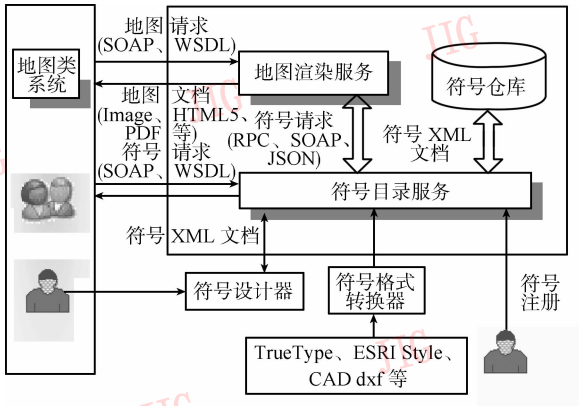 地图 请求
(SOAP、WSDL)
地图类
系统
地图渲染服务
符号仓库
地图 文档
(Image、HTML5、
PDF 等)
符号请求
(RPC、SOAP、
JSON)
符号 XML
文档
符号 请求
(SOAP、WSDL)
符号目录服务
符号 XML 文档
符号设计器
符号格式
转换器
符号
注册
TrueType、ESRI Style、
CAD dxf 等
JIG
JIG
JIG
JIG